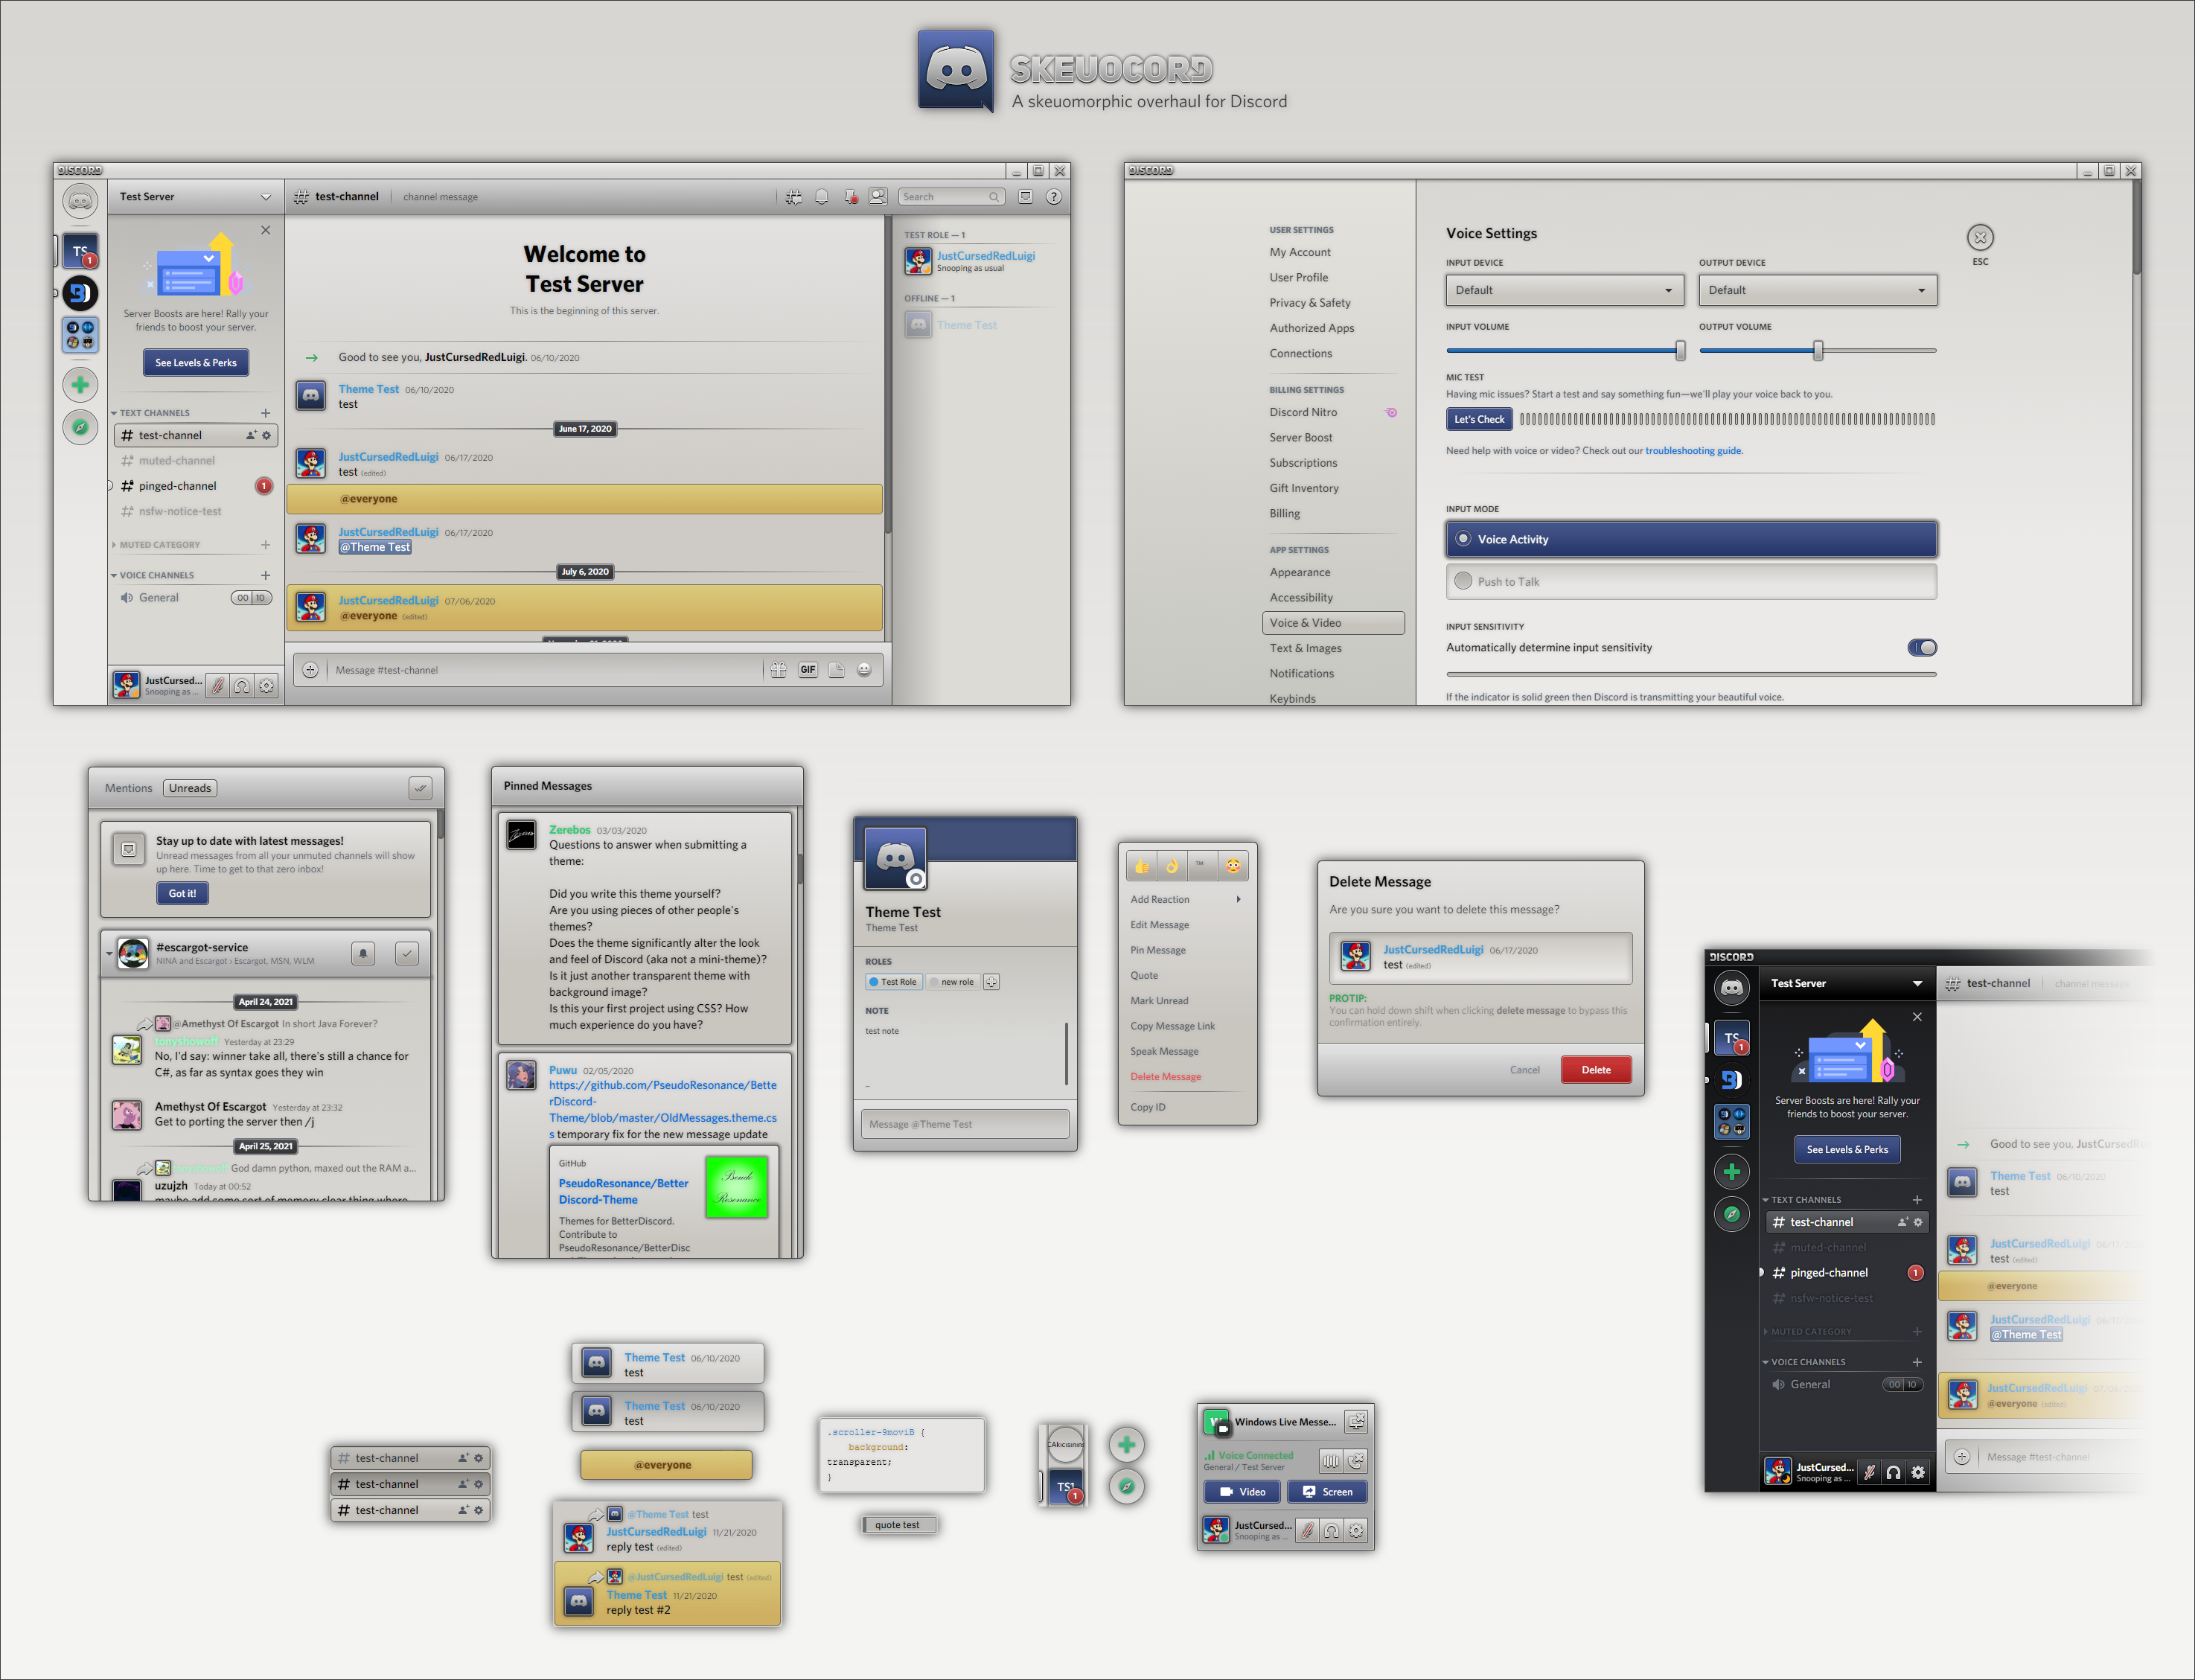 SKEUOCORD
A skeuomorphic overhaul for Discord
DISCORD
Test Server
test-channel
channel message
Search
TS
1
Server Boosts are here! Rally your
friends to boost your server.
See Levels & Perks
TEXT CHANNELS
test-channel
muted-channel
pinged-channel
1
nsfw-notice-test
MUTED CATEGORY
VOICE CHANNELS
General
00 10
JustCursed...
Snooping as ...
Welcome to
Test Server
This is the beginning of this server.
Good to see you, JustCursedRedLuigi. 06/10/2020
Theme Test 06/10/2020
test
June 17, 2020
JustCursedRedLuigi 06/17/2020
test (edited)
@everyone
JustCursedRedLuigi 06/17/2020
@Theme Test
July 6, 2020
JustCursedRedLuigi 07/06/2020
@everyone (edited)
Message #test-channel
GIF
TEST ROLE — 1
JustCursedRedLuigi
Snooping as usual
OFFLINE — 1
Theme Test
DISCORD
USER SETTINGS
My Account
User Profile
Privacy & Safety
Authorized Apps
Connections
BILLING SETTINGS
Discord Nitro
Server Boost
Subscriptions
Gift Inventory
Billing
APP SETTINGS
Appearance
Accessibility
Voice & Video
Text & Images
Notifications
Keybinds
Voice Settings
ESC
INPUT DEVICE
OUTPUT DEVICE
Default
Default
INPUT VOLUME
OUTPUT VOLUME
MIC TEST
Having mic issues? Start a test and say something fun—we'll play your voice back to you.
Let's Check
Need help with voice or video? Check out our troubleshooting guide.
INPUT MODE
Voice Activity
Push to Talk
INPUT SENSITIVITY
Automatically determine input sensitivity
If the indicator is solid green then Discord is transmitting your beautiful voice.
Mentions
Unreads
Stay up to date with latest messages!
Unread messages from all your unmuted channels will show
up here. Time to get to that zero inbox!
Got it!
#escargot-service
NINA and Escargot › Escargot, MSN, WLM
April 24, 2021
@Amethyst Of Escargot In short Java Forever?
tonyshowoff Yesterday at 23:29
No, I'd say: winner take all, there's still a chance for
C#, as far as syntax goes they win
Amethyst Of Escargot Yesterday at 23:32
Get to porting the server then /j
April 25, 2021
God damn python, maxed out the RAM a...
uzujzh Today at 00:52
maybe add some sort of memory clear thing where
Pinned Messages
Zerebos 03/03/2020
Questions to answer when submitting a
theme:
Did you write this theme yourself?
Are you using pieces of other people's
themes?
Does the theme significantly alter the look
and feel of Discord (aka not a mini-theme)?
Is it just another transparent theme with
background image?
Is this your first project using CSS? How
much experience do you have?
Puwu 02/05/2020
https://github.com/PseudoResonance/Bette
rDiscord-
Theme/blob/master/OldMessages.theme.cs
s temporary fix for the new message update
GitHub
PseudoResonance/Better
Discord-Theme
Pseudo
Resonance
Themes for BetterDiscord.
Contribute to
PseudoResonance/BetterDisc
Theme Test
Theme Test
ROLES
Test Role
new role
NOTE
test note
_
Message @Theme Test
TM
Add Reaction
Edit Message
Pin Message
Quote
Mark Unread
Copy Message Link
Speak Message
Delete Message
Copy ID
Delete Message
Are you sure you want to delete this message?
JustCursedRedLuigi 06/17/2020
test (edited)
PROTIP:
You can hold down shift when clicking delete message to bypass this
confirmation entirely.
Cancel
Delete
DISCORD
Test Server
test-channel
channel message
TS
1
Server Boosts are here! Rally your
friends to boost your server.
See Levels & Perks
TEXT CHANNELS
test-channel
muted-channel
pinged-channel
1
nsfw-notice-test
MUTED CATEGORY
VOICE CHANNELS
General
00 10
JustCursed...
Snooping as ...
Good to see you, JustCursedR
Theme Test 06/10/2020
test
JustCursedRedLuigi
test (edited)
@everyone
JustCursedRedLuigi
@Theme Test
JustCursedRedLuigi
@everyone (edited)
Message #test-channel
Theme Test 06/10/2020
test
Theme Test 06/10/2020
test
@everyone
test-channel
test-channel
test-channel
@Theme Test test
JustCursedRedLuigi 11/21/2020
reply test (edited)
@JustCursedRedLuigi test (edited)
Theme Test 11/21/2020
reply test #2
.scroller-9moviB {
background:
transparent;
}
quote test
TS1
1
Windows Live Messe...
Voice Connected
General / Test Server
Video
Screen
JustCursed...
Snooping as ...